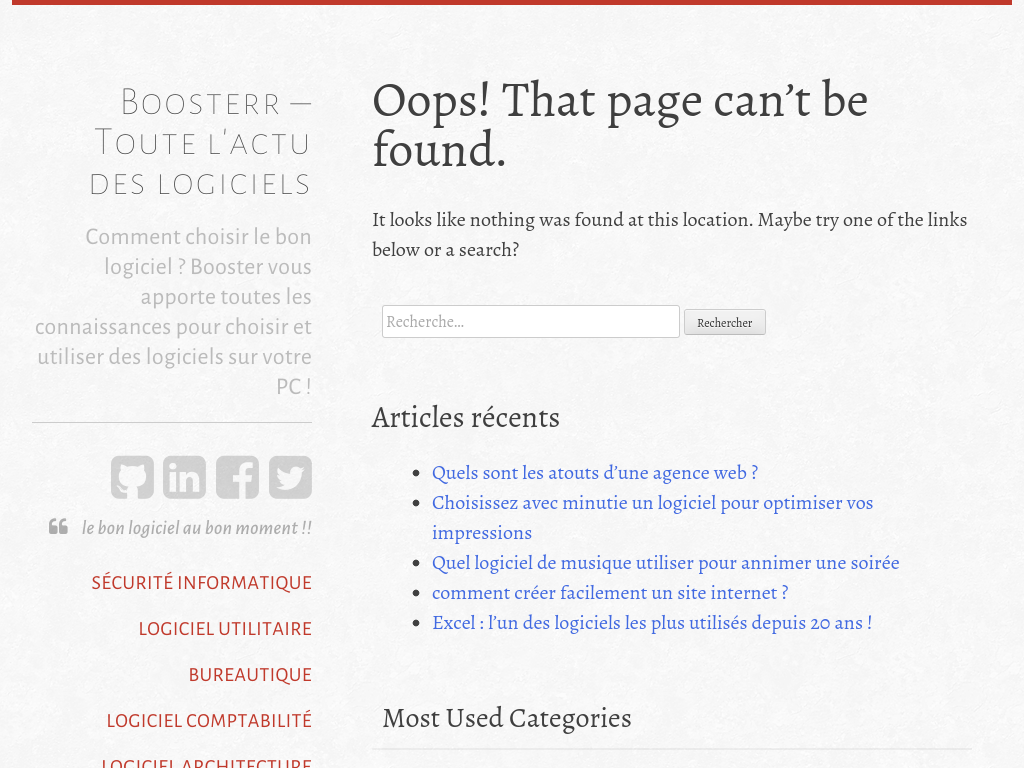 Boosterr —
Toute l'actu
des logiciels
Comment choisir le bon
logiciel ? Booster vous
apporte toutes les
connaissances pour choisir et
utiliser des logiciels sur votre
PC !
le bon logiciel au bon moment !!
SÉCURITÉ INFORMATIQUE
LOGICIEL UTILITAIRE
BUREAUTIQUE
LOGICIEL COMPTABILITÉ
LOGICIEL ARCHITECTURE
Oops! That page can’t be
found.
It looks like nothing was found at this location. Maybe try one of the links
below or a search?
Recherche...
Rechercher
Articles récents
Quels sont les atouts d’une agence web ?
Choisissez avec minutie un logiciel pour optimiser vos
impressions
Quel logiciel de musique utiliser pour annimer une soirée
comment créer facilement un site internet ?
Excel : l’un des logiciels les plus utilisés depuis 20 ans !
Most Used Categories